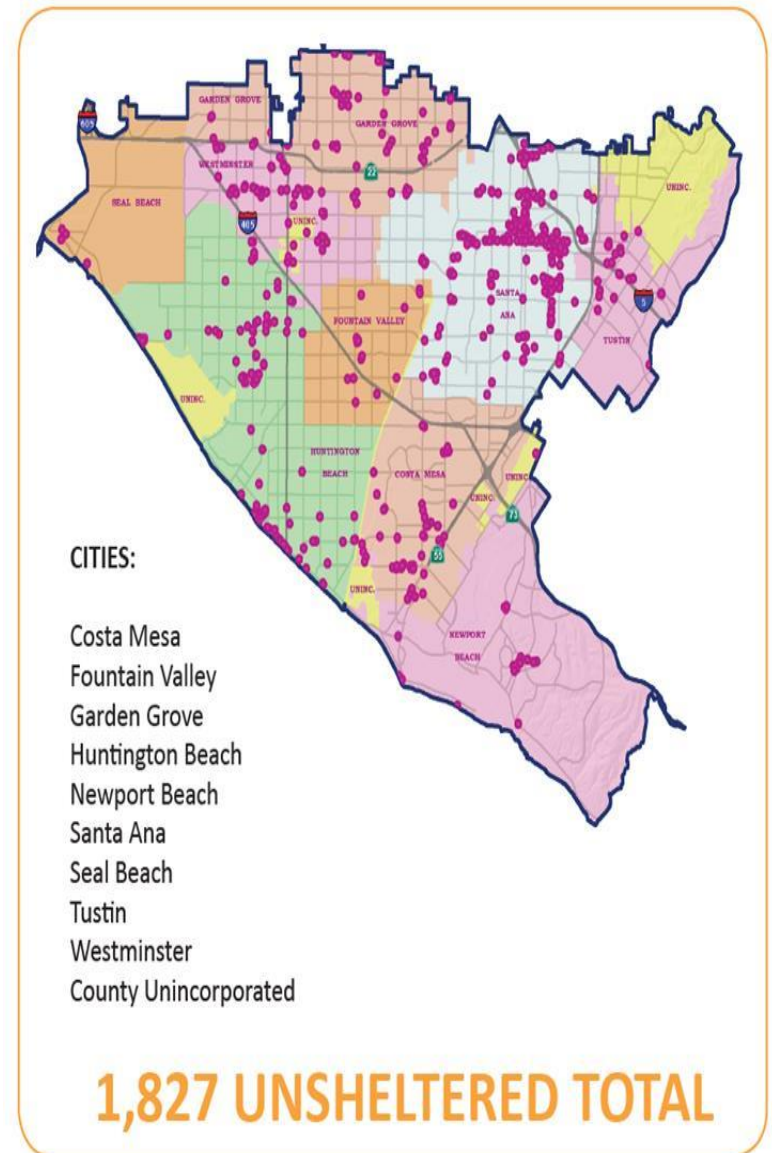 GARDEN GROVE
605
GARDEN GROVE
WESTMINSTER
22
UNINC.
SEAL BEACH
405
UNINC.
SANTA
ANA
5
FOUNTAIN VALLEY
TUSTIN
UNINC.
HUNTINGTON
BEACH
COSTA MESA
UNINC.
UNINC.
73
55
UNINC.
NEWPORT
BEACH
CITIES:
Costa Mesa
Fountain Valley
Garden Grove
Huntington Beach
Newport Beach
Santa Ana
Seal Beach
Tustin
Westminster
County Unincorporated
1,827 UNSHELTERED TOTAL